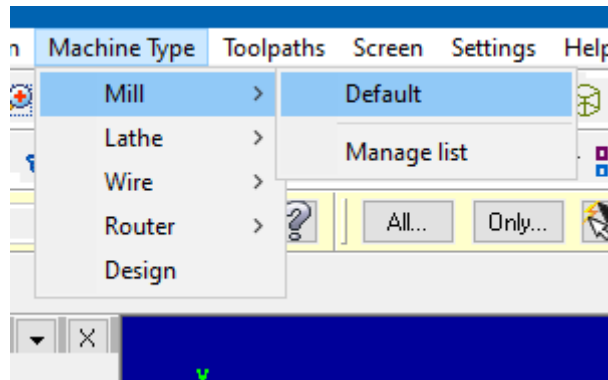 Machine Type Toolpaths Screen Settings Help
Mill > Default
Lathe >
Manage list
Wire >
Router > All... Only...
Design